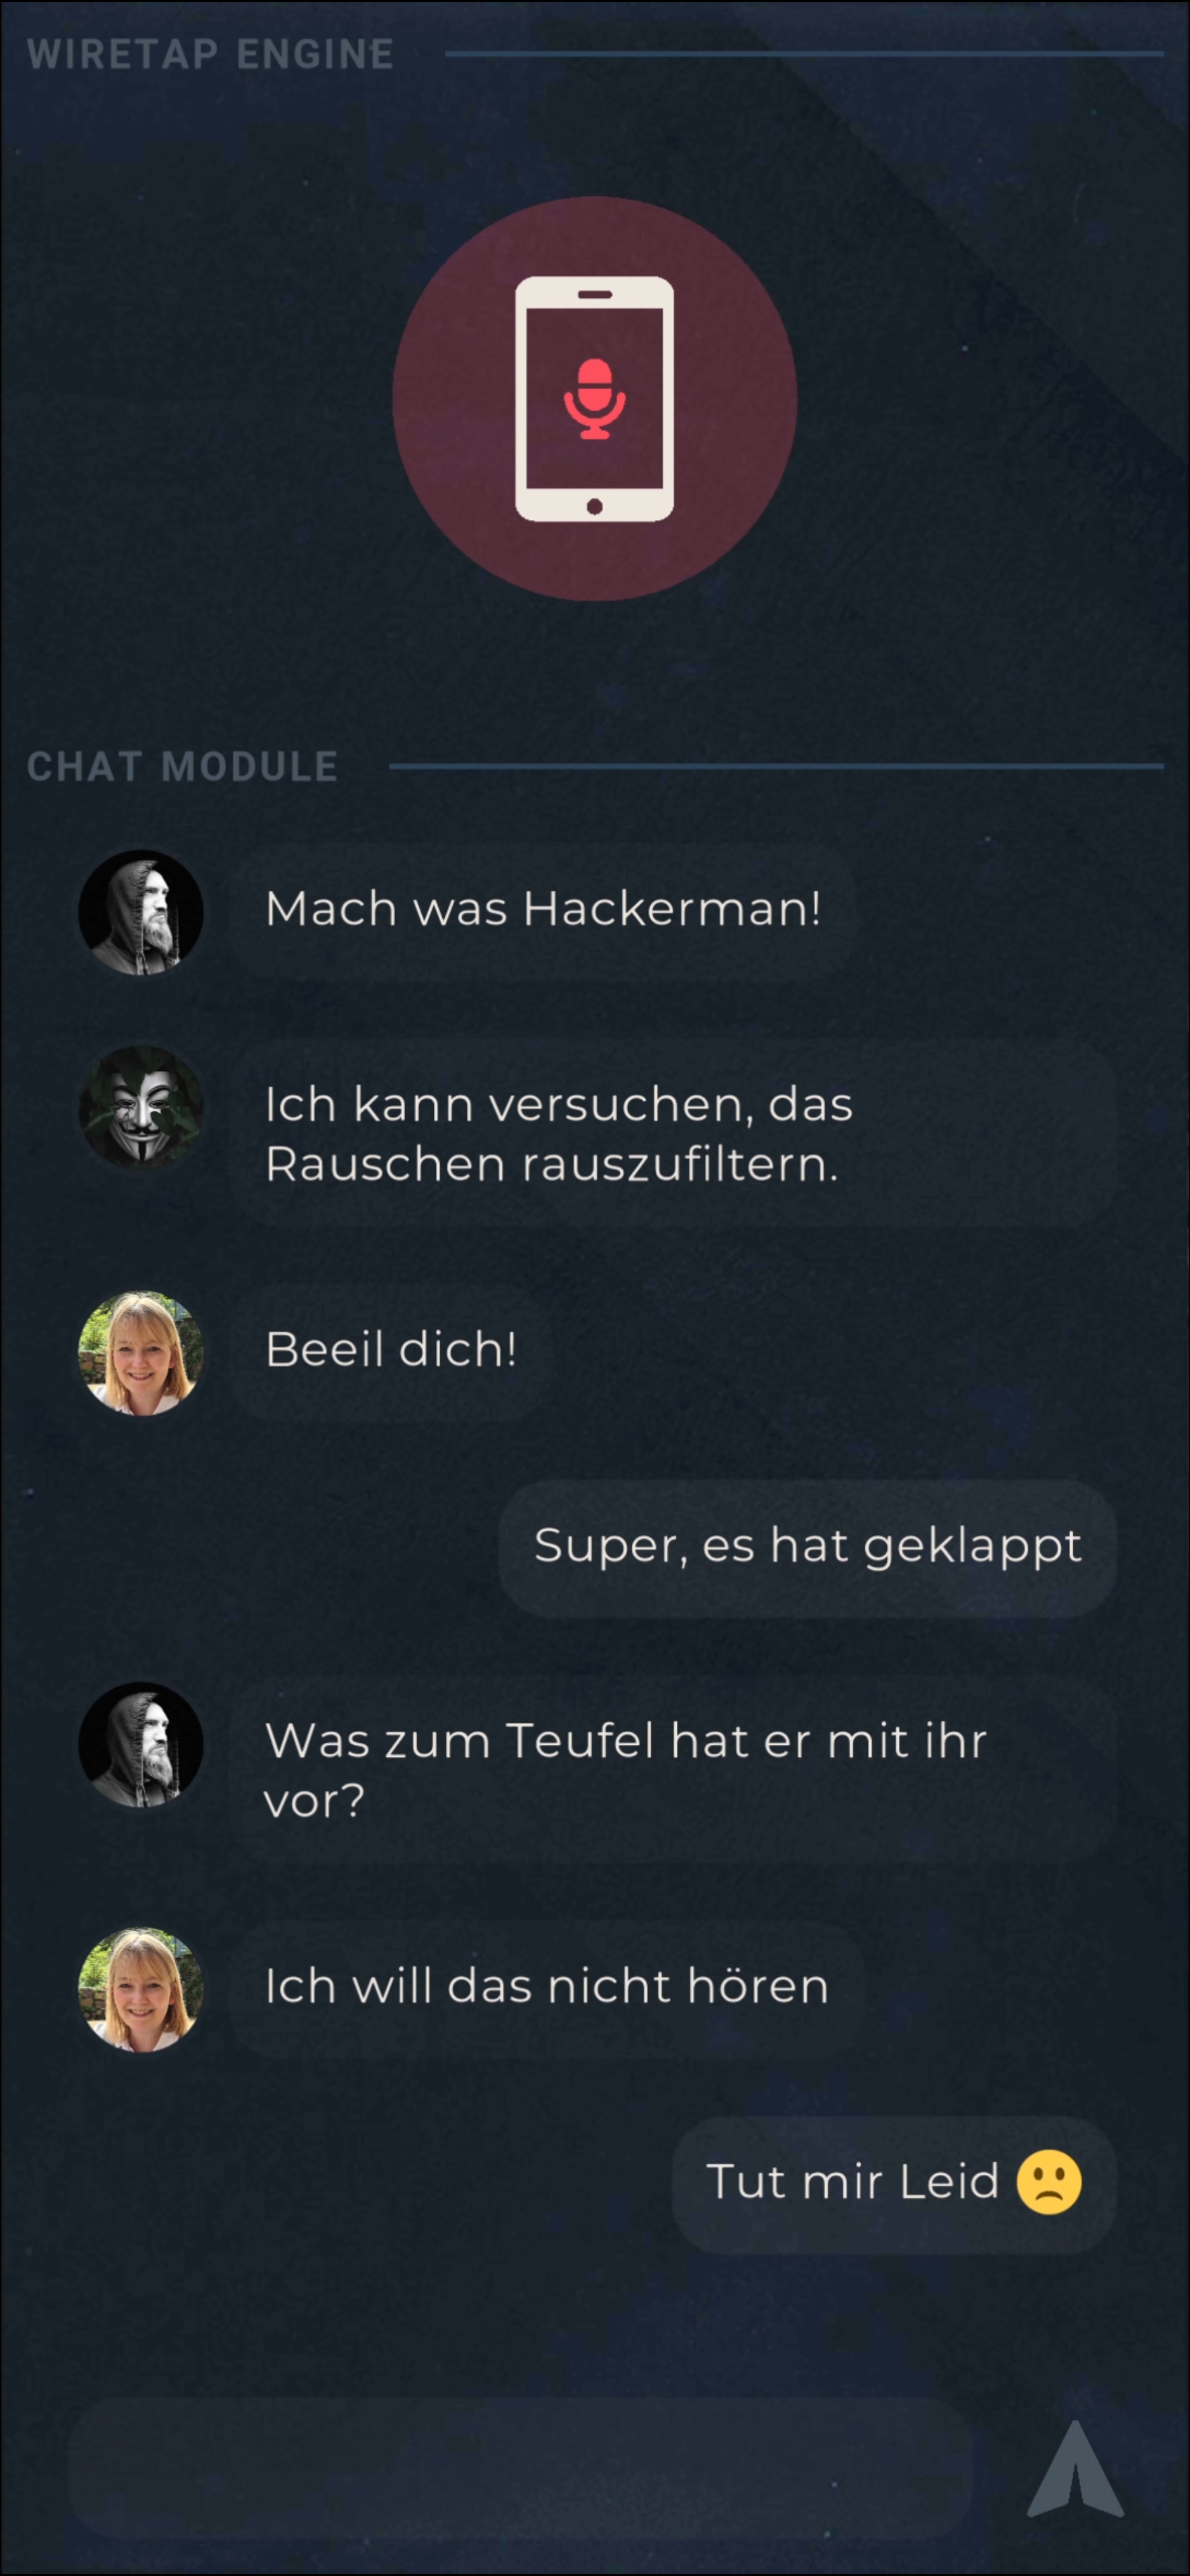 WIRETAP ENGINE
CHAT MODULE
Mach was Hackerman!
Ich kann versuchen, das
Rauschen rauszufiltern.
Beeil dich!
Super, es hat geklappt
Was zum Teufel hat er mit ihr
vor?
Ich will das nicht hören
Tut mir Leid 🙁